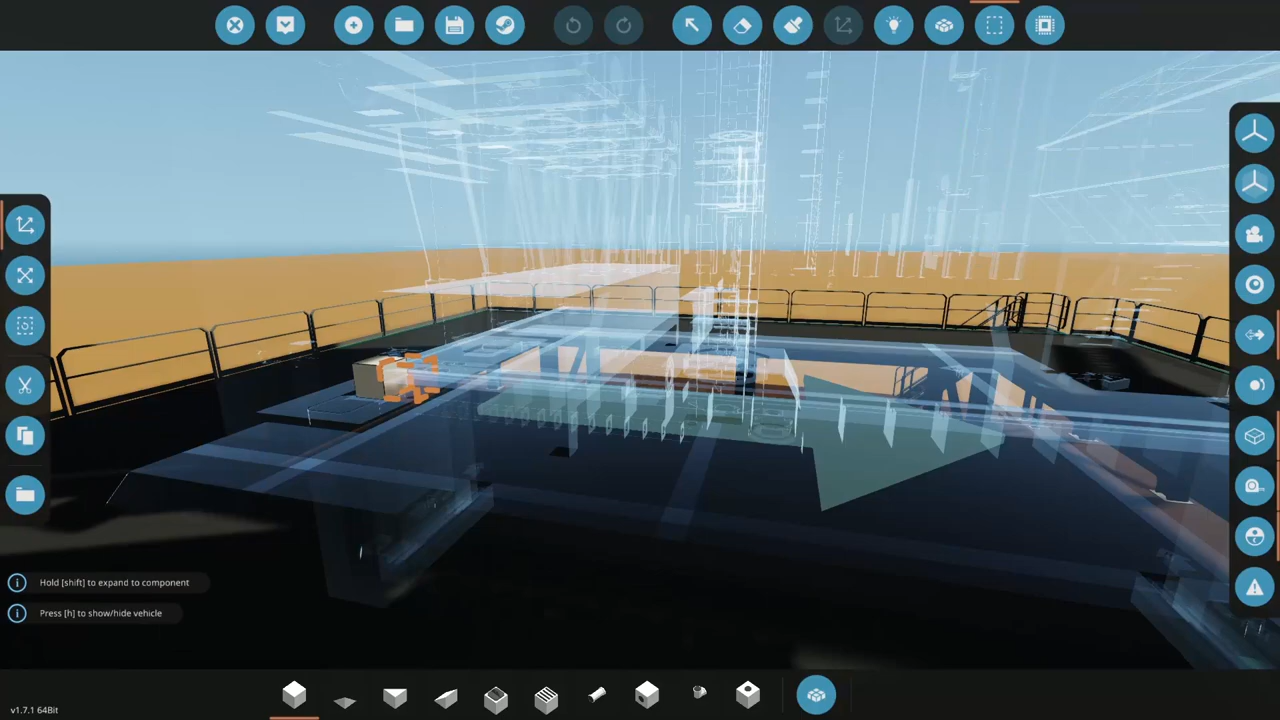 Hold [shift] to expand to component
Press [h] to show/hide vehicle
v1.7.1 64Bit